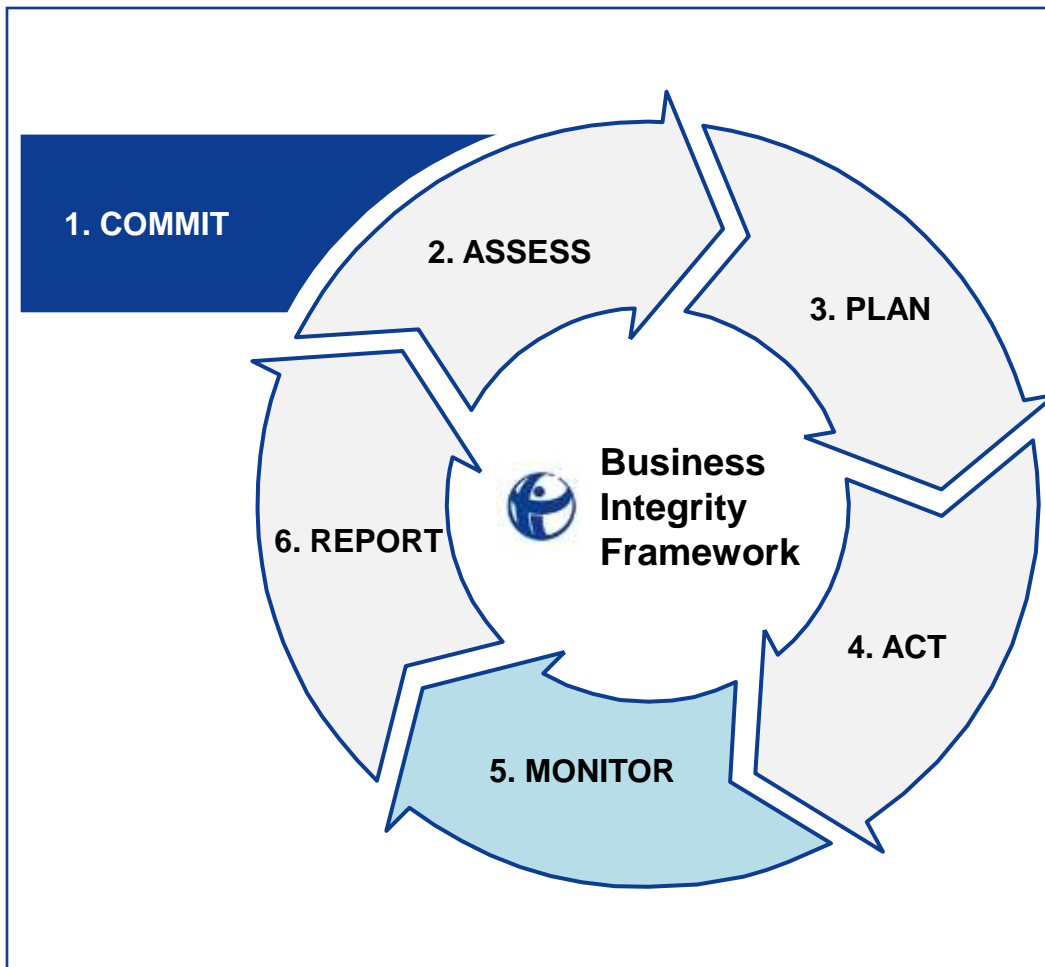 1. COMMIT
2. ASSESS
3. PLAN
Business
Integrity
Framework
6. REPORT
4. ACT
5. MONITOR